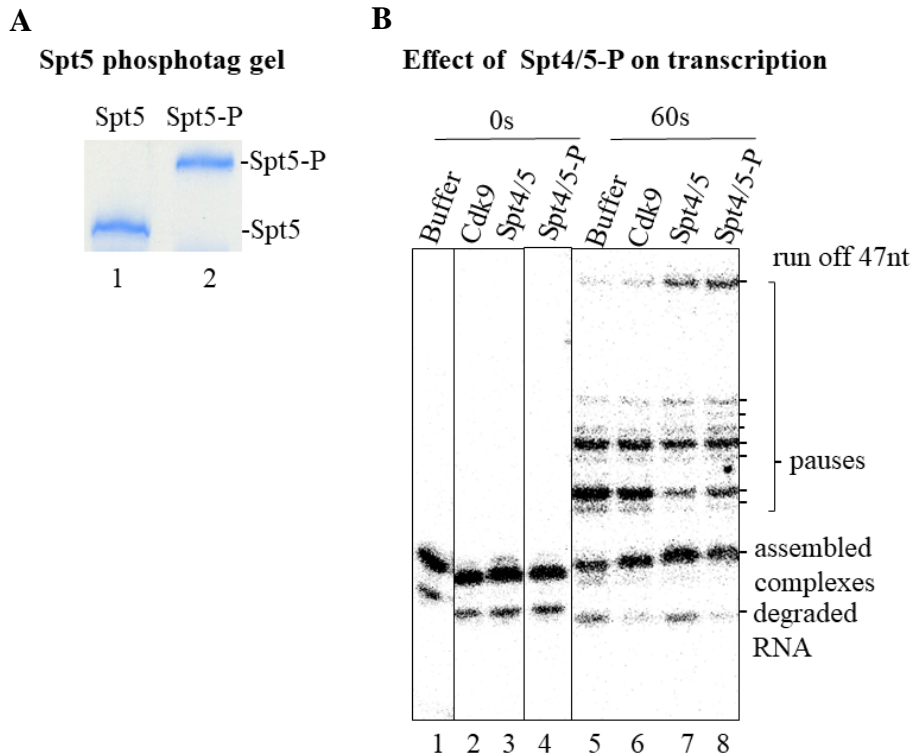 A
Spt5 phosphotag gel
Spt5 Spt5-P
-Spt5-P
-Spt5
1 2
B
Effect of Spt4/5-P on transcription
0s 60s
Buffer Cdk9 Spt4/5 Spt4/5-P Buffer Cdk9 Spt4/5 Spt4/5-P
run off 47nt
pauses
assembled
complexes
degraded
RNA
1 2 3 4 5 6 7 8